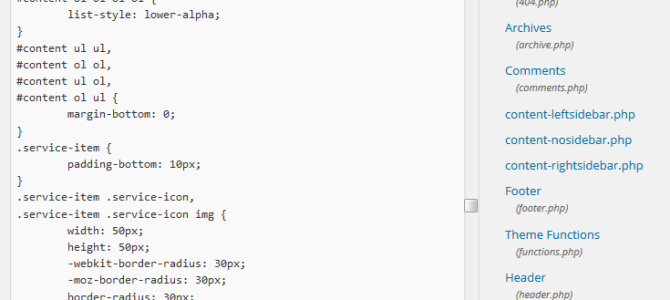 #content ol ol ol ol {
list-style: lower-alpha;
}
#content ul ul,
#content ol ol,
#content ul ol,
#content ol ul {
margin-bottom: 0;
}
.service-item {
padding-bottom: 10px;
}
.service-item .service-icon,
.service-item .service-icon img {
width: 50px;
height: 50px;
-webkit-border-radius: 30px;
-moz-border-radius: 30px;
border-radius: 30px;
(404.php)
Archives
(archive.php)
Comments
(comments.php)
content-leftsidebar.php
content-nosidebar.php
content-rightsidebar.php
Footer
(footer.php)
Theme Functions
(functions.php)
Header
(header.php)